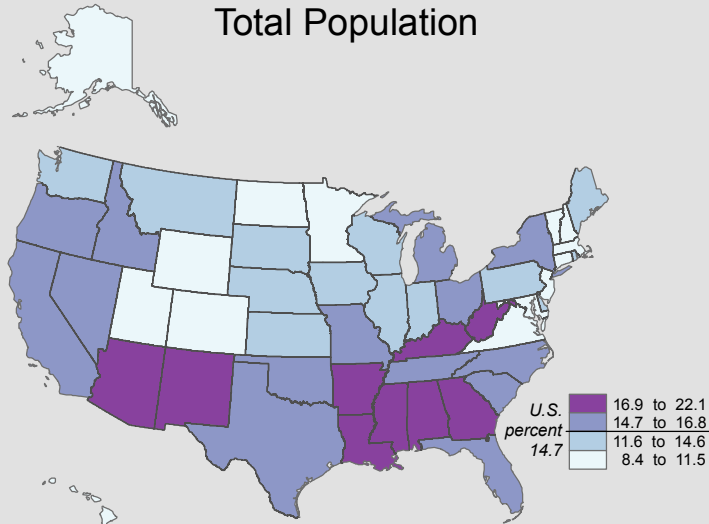 Total Population
U.S.
percent
14.7
16.9 to 22.1
14.7 to 16.8
11.6 to 14.6
8.4 to 11.5